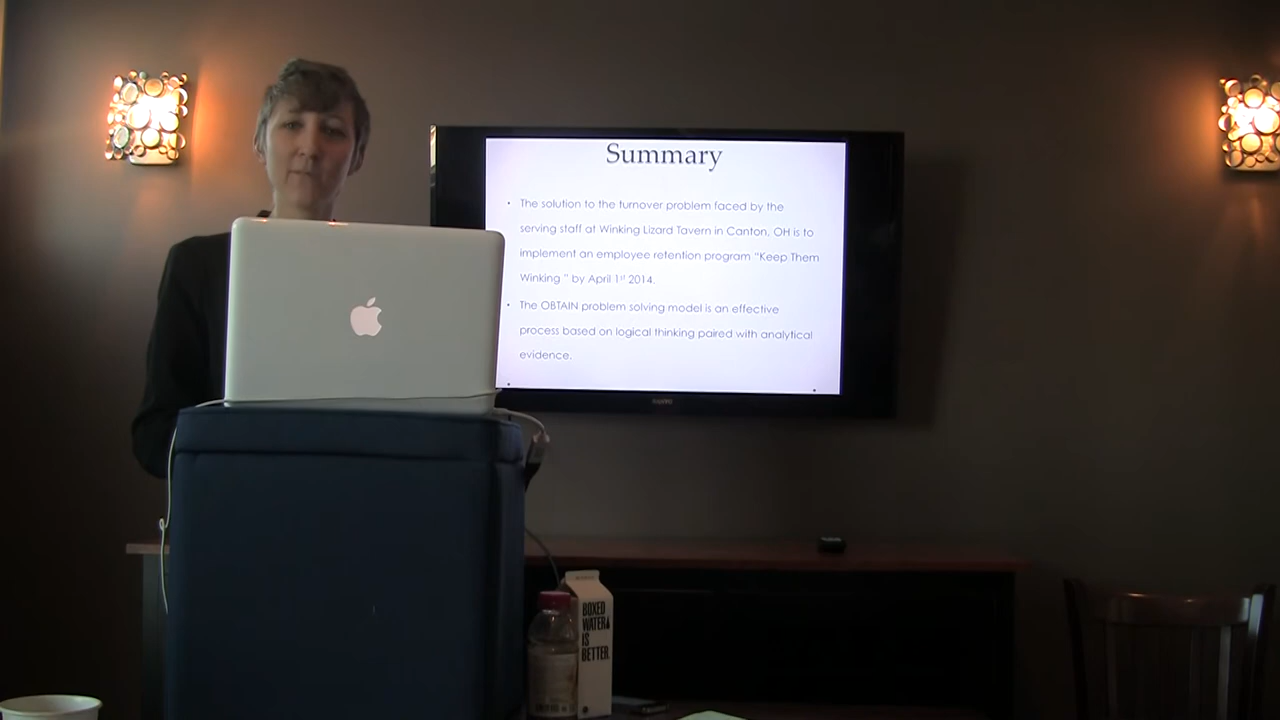 Summary
• The solution to the turnover problem faced by the
serving staff at Winking Lizard Tavern in Canton, OH is to
implement an employee retention program "Keep Them
Winking " by April 1st 2014.
• The OBTAIN problem solving model is an effective
process based on logical thinking paired with analytical
evidence.
BOXED
WATER
IS
BETTER.